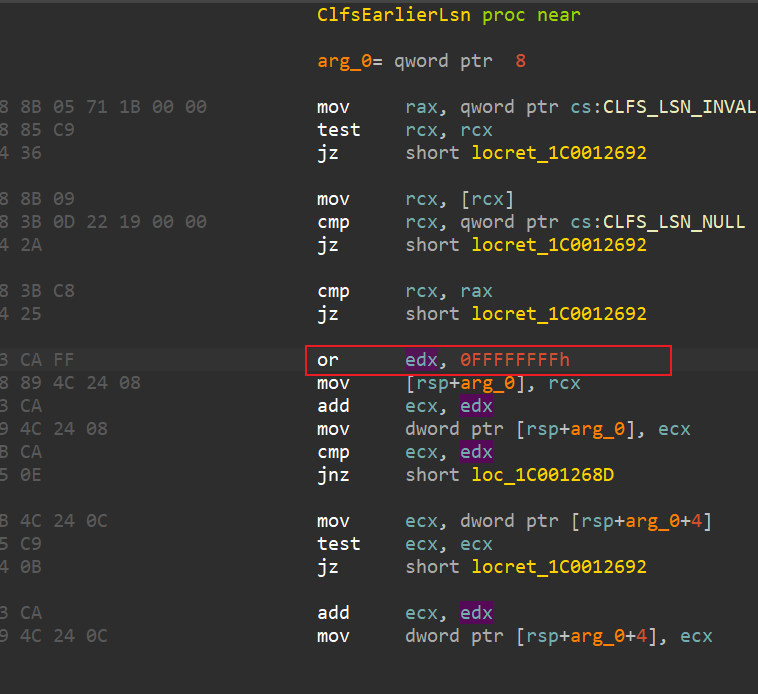 ClfsEarlierLsn proc near
arg_0= qword ptr  8
8 8B 05 71 1B 00 00 mov rax, qword ptr cs:CLFS_LSN_INVAL
8 85 C9 test rcx, rcx
4 36 jz short locret_1C0012692
8 8B 09 mov rcx, [rcx]
8 3B 0D 22 19 00 00 cmp rcx, qword ptr cs:CLFS_LSN_NULL
4 2A jz short locret_1C0012692
8 3B C8 cmp rcx, rax
4 25 jz short locret_1C0012692
3 CA FF or edx, 0FFFFFFFFh
8 89 4C 24 08 mov [rsp+arg_0], rcx
3 CA add ecx, edx
9 4C 24 08 mov dword ptr [rsp+arg_0], ecx
B CA cmp ecx, edx
5 0E jnz short loc_1C001268D
B 4C 24 0C mov ecx, dword ptr [rsp+arg_0+4]
5 C9 test ecx, ecx
4 0B jz short locret_1C0012692
3 CA add ecx, edx
9 4C 24 0C mov dword ptr [rsp+arg_0+4], ecx